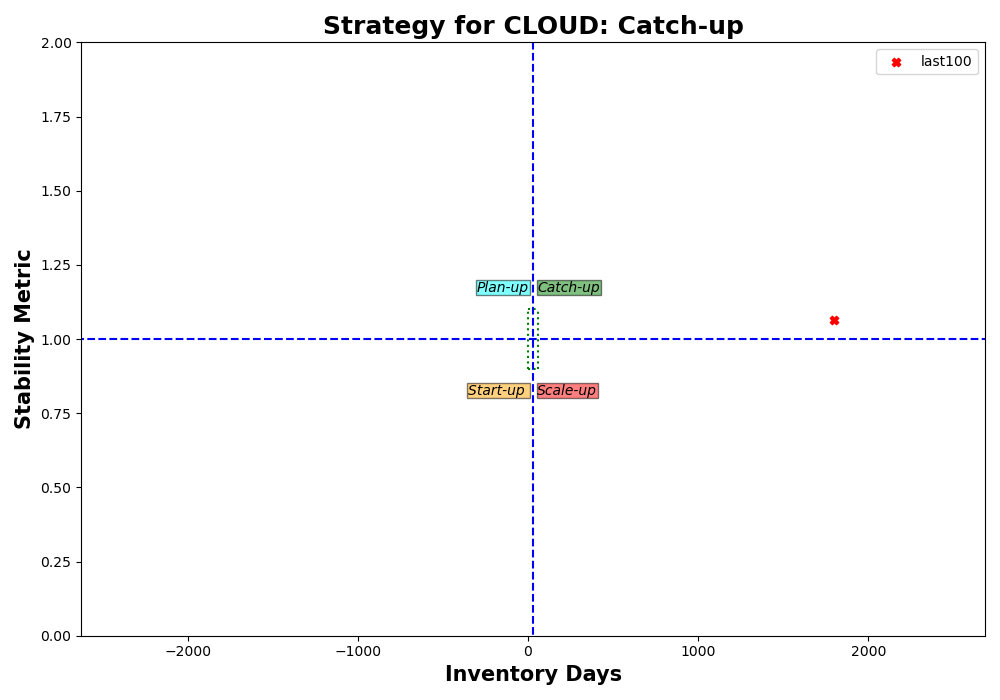 Strategy for CLOUD: Catch-up
last100
2.00
1.75
1.50
1.25
1.00
0.75
0.50
0.25
0.00
Stability Metric
Plan-up
Catch-up
Start-up
Scale-up
−2000
−1000
0
1000
2000
Inventory Days